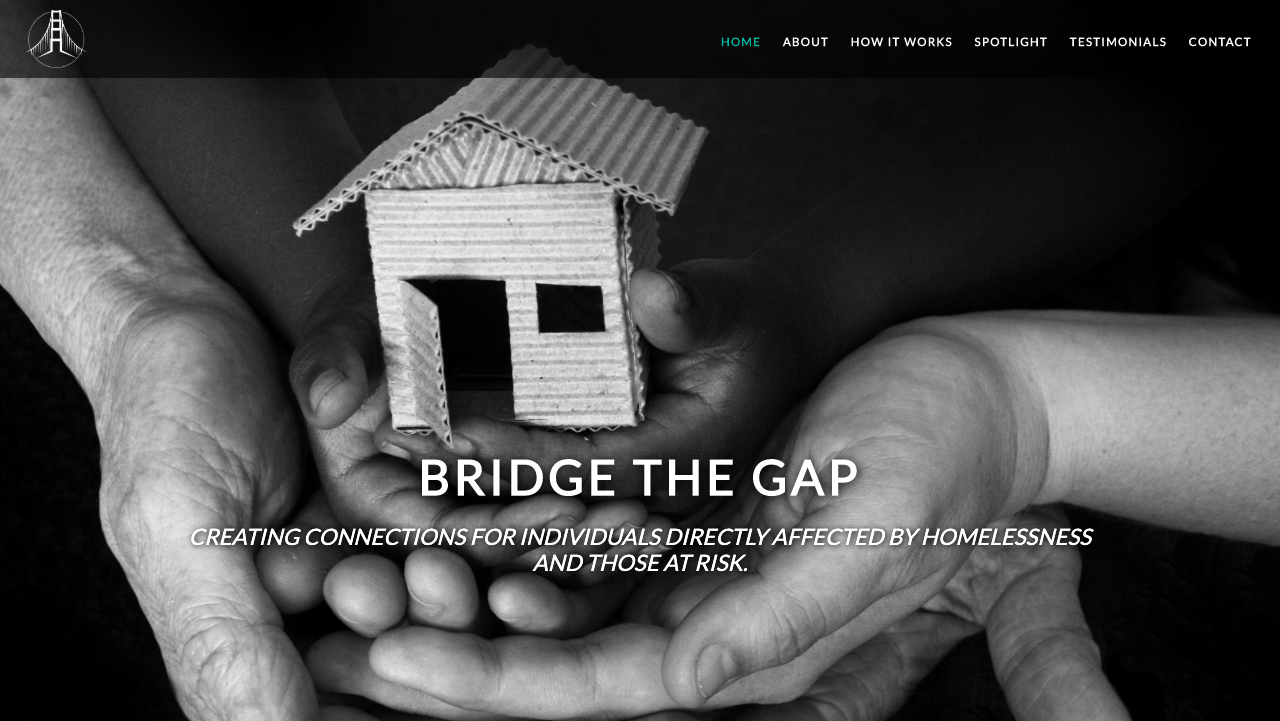 HOME ABOUT HOW IT WORKS SPOTLIGHT TESTIMONIALS CONTACT
BRIDGE THE GAP
CREATING CONNECTIONS FOR INDIVIDUALS DIRECTLY AFFECTED BY HOMELESSNESS
AND THOSE AT RISK.